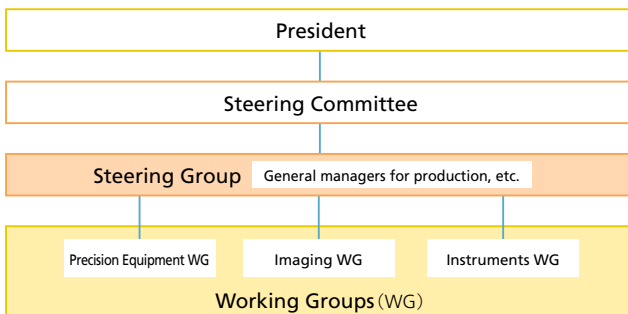 President
Steering Committee
Steering Group General managers for production, etc.
Precision Equipment WG Imaging WG Instruments WG
Working Groups (WG)